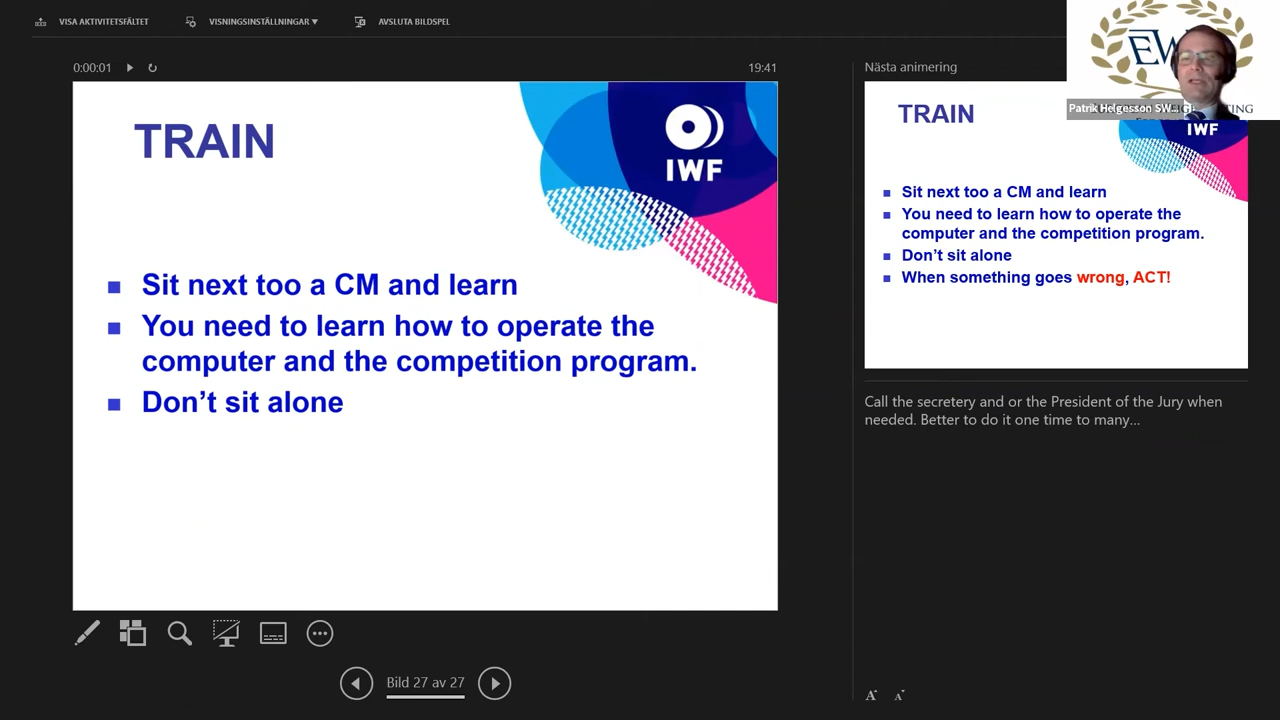 VISA AKTIVITETSFÄLTET
VISNINGSINSTÄLLNINGAR ▼
AVSLUTA BILDSPEL
0:00:01
19:41
TRAIN
IWF
■ Sit next too a CM and learn
■ You need to learn how to operate the
computer and the competition program.
■ Don't sit alone
Bild 27 av 27
Nästa animering
EW
Patrik Helgesson SW...
TRAIN
IWF
■ Sit next too a CM and learn
■ You need to learn how to operate the
computer and the competition program.
■ Don't sit alone
■ When something goes wrong, ACT!
Call the secretary and or the President of the Jury when
needed. Better to do it one time to many...
A A